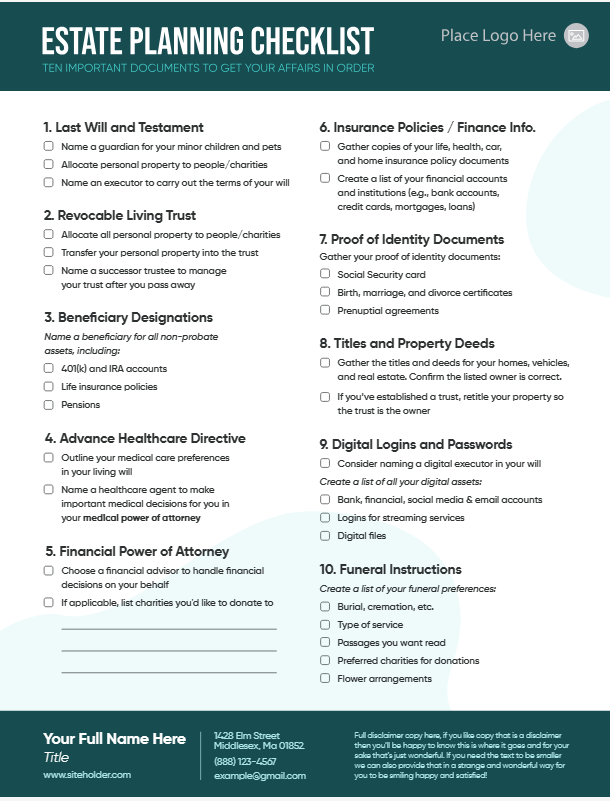 ESTATE PLANNING CHECKLIST
TEN IMPORTANT DOCUMENTS TO GET YOUR AFFAIRS IN ORDER
Place Logo Here
1. Last Will and Testament
Name a guardian for your minor children and pets
Allocate personal property to people/charities
Name an executor to carry out the terms of your will
2. Revocable Living Trust
Allocate all personal property to people/charities
Transfer your personal property into the trust
Name a successor trustee to manage
your trust after you pass away
3. Beneficiary Designations
Name a beneficiary for all non-probate
assets, including:
401(k) and IRA accounts
Life insurance policies
Pensions
4. Advance Healthcare Directive
Outline your medical care preferences
in your living will
Name a healthcare agent to make
important medical decisions for you in
your medical power of attorney
5. Financial Power of Attorney
Choose a financial advisor to handle financial
decisions on your behalf
If applicable, list charities you'd like to donate to
6. Insurance Policies / Finance Info.
Gather copies of your life, health, car,
and home insurance policy documents
Create a list of your financial accounts
and institutions (e.g., bank accounts,
credit cards, mortgages, loans)
7. Proof of Identity Documents
Gather your proof of identity documents:
Social Security card
Birth, marriage, and divorce certificates
Prenuptial agreements
8. Titles and Property Deeds
Gather the titles and deeds for your homes, vehicles,
and real estate. Confirm the listed owner is correct.
If you've established a trust, retitle your property so
the trust is the owner
9. Digital Logins and Passwords
Consider naming a digital executor in your will
Create a list of all your digital assets:
Bank, financial, social media & email accounts
Logins for streaming services
Digital files
10. Funeral Instructions
Create a list of your funeral preferences:
Burial, cremation, etc.
Type of service
Passages you want read
Preferred charities for donations
Flower arrangements
Your Full Name Here
Title
www.siteholder.com
1428 Elm Street
Middlesex, Ma 01852
(888) 123-4567
example@gmail.com
Full disclaimer copy here, if you like copy that is a disclaimer
then you'll be happy to know this is where it goes and for your
sake that's just wonderful. If you need the text to be smaller
we can also provide that in a strange and wonderful way for
you to be smiling happy and satisfied!